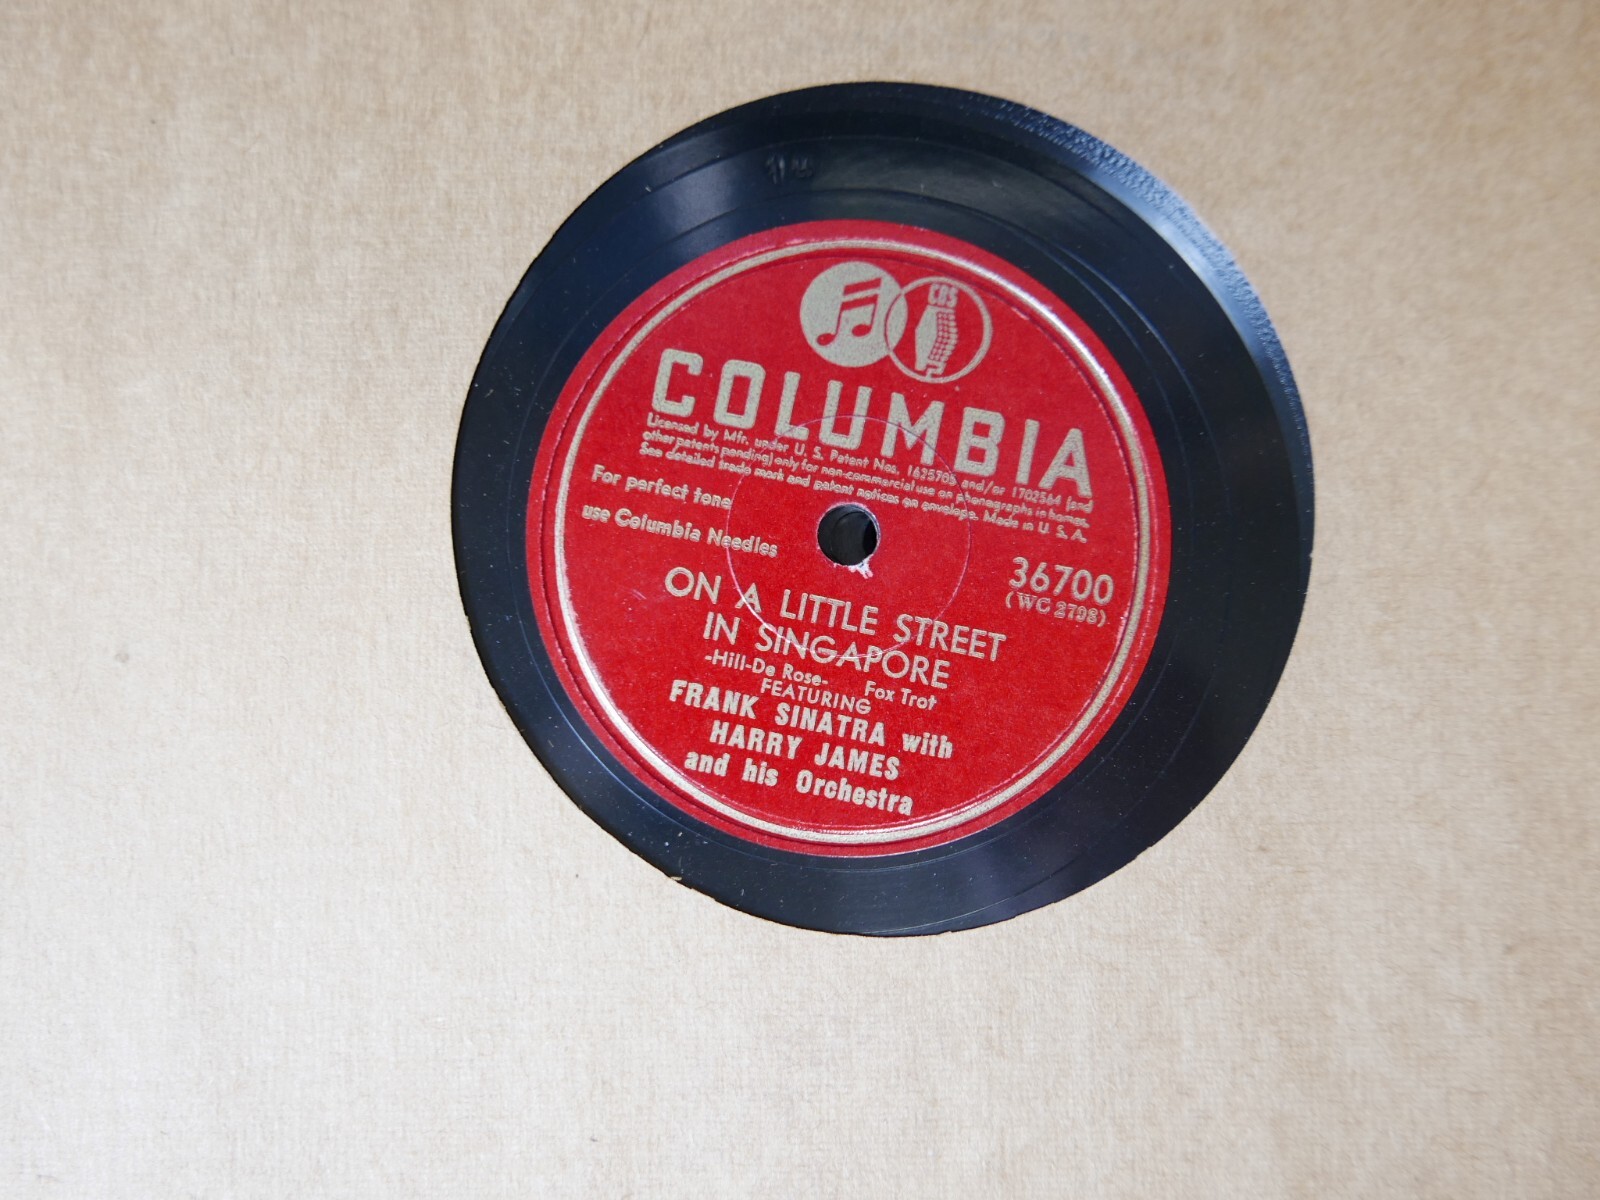 CBS
COLUMBIA
Licensed by Mfr. under U. S. Patent Nos. 1625705 and/or 1702564 (and
other patents pending) only for non-commercial use on phonographs in homes.
See detailed trade mark and patent notices on envelope. Made in U. S. A.
For perfect tone
use Columbia Needles
36700
(WC 2798)
ON A LITTLE STREET
IN SINGAPORE
-Hill-De Rose- Fox Trot
FEATURING
FRANK SINATRA with
HARRY JAMES
and his Orchestra